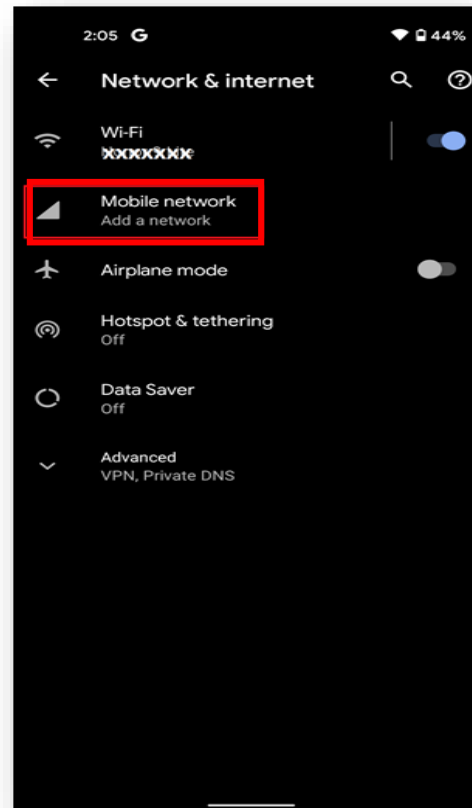 2:05 G 44%
Network & internet
Wi-Fi
xxxxxxx
Mobile network
Add a network
Airplane mode
Hotspot & tethering
Off
Data Saver
Off
Advanced
VPN, Private DNS